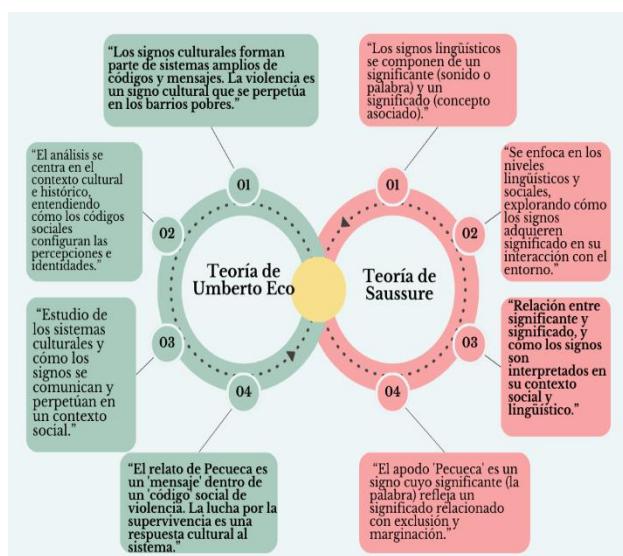 “Los signos culturales forman
parte de sistemas amplios de
códigos y mensajes. La violencia es
un signo cultural que se perpetúa
en los barrios pobres.”
“Los signos lingüísticos
se componen de un
significante (sonido o
palabra) y un
significado (concepto
asociado).”
“El análisis se
centra en el
contexto cultural
e histórico,
entendiendo
cómo los códigos
sociales
configuran las
percepciones e
identidades.”
01
02
03
04
Teoría de
Umberto Eco
01
02
03
04
Teoría de
Saussure
“Se enfoca en los
niveles
lingüísticos y
sociales,
explorando cómo
los signos
adquieren
significado en su
interacción con el
entorno.”
“Estudio de
los sistemas
culturales y
cómo los
signos se
comunican y
perpetúan en
un contexto
social.”
“Relación entre
significante y
significado, y
cómo los signos
son
interpretados en
su contexto
social y
lingüístico.”
“El relato de Pecueca es
un 'mensaje' dentro de
un 'código' social de
violencia. La lucha por la
supervivencia es una
respuesta cultural al
sistema.”
“El apodo 'Pecueca' es un
signo cuyo significante (la
palabra) refleja un
significado relacionado
con exclusión y
marginación.”